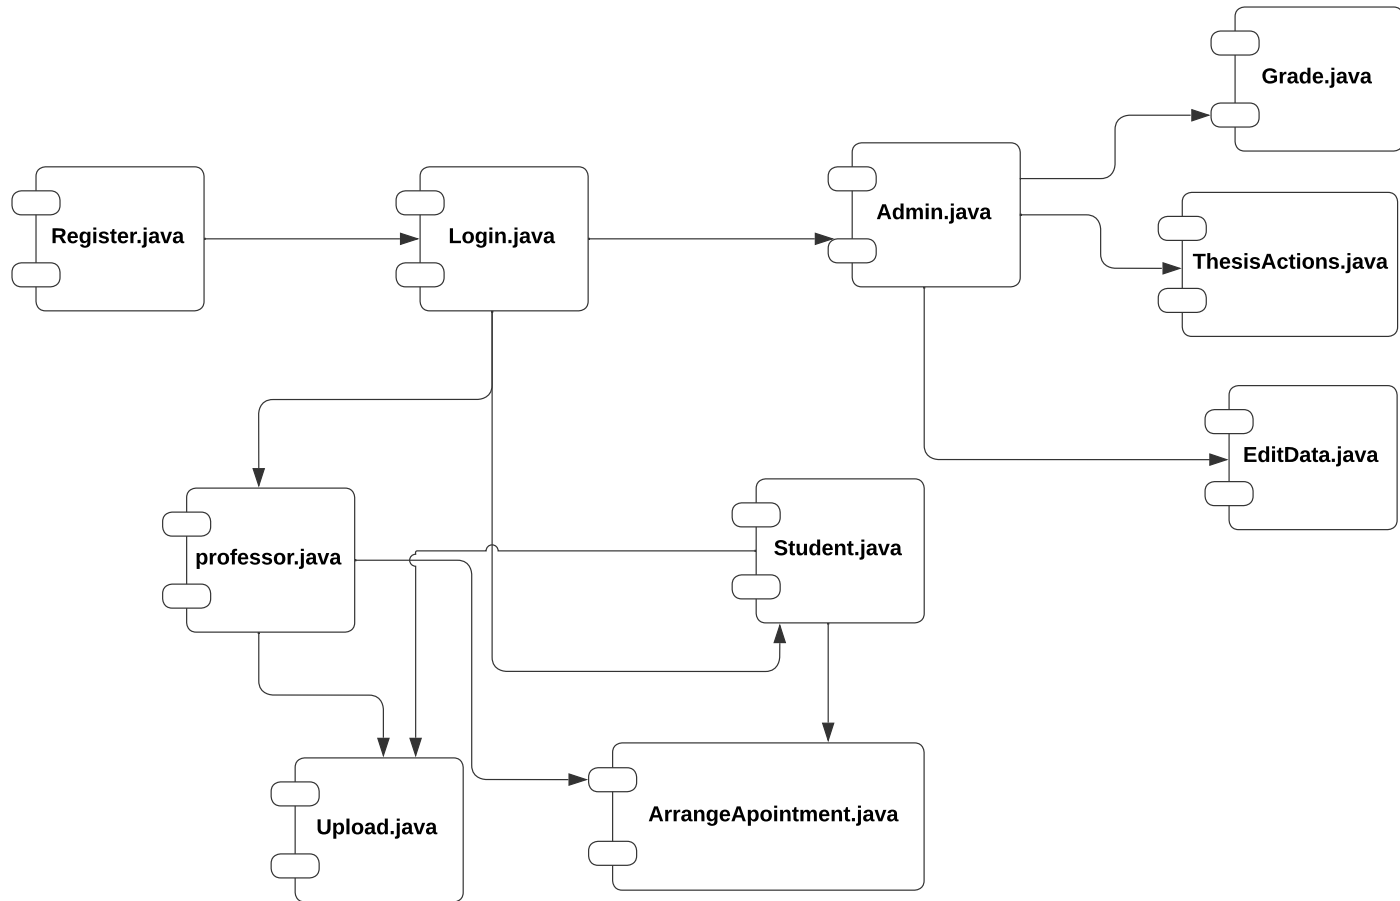 Grade.java
Register.java
Login.java
Admin.java
ThesisActions.java
EditData.java
professor.java
Student.java
Upload.java
ArrangeApointment.java